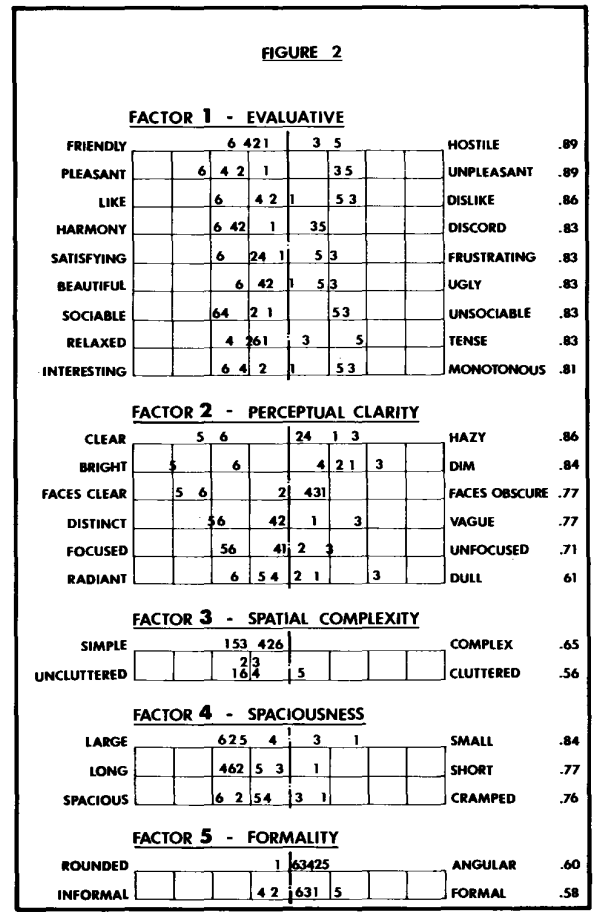 FIGURE 2
FACTOR 1 - EVALUATIVE
FRIENDLY 6 421 3 5 HOSTILE .89
PLEASANT 6 4 2 1 35 UNPLEASANT .89
LIKE 6 4 2 1 5 3 DISLIKE .86
HARMONY 6 42 1 35 DISCORD .83
SATISFYING 6 24 1 5 3 FRUSTRATING .83
BEAUTIFUL 6 42 1 5 3 UGLY .83
SOCIABLE 64 2 1 53 UNSOCIABLE .83
RELAXED 4 261 3 5 TENSE .83
INTERESTING 6 4 2 1 5 3 MONOTONOUS .81
FACTOR 2 - PERCEPTUAL CLARITY
CLEAR 5 6 24 1 3 HAZY .86
BRIGHT 5 6 4 2 1 3 DIM .84
FACES CLEAR 5 6 2 431 FACES OBSCURE .77
DISTINCT 56 42 1 3 VAGUE .77
FOCUSED 56 41 2 3 UNFOCUSED .71
RADIANT 6 5 4 2 1 3 DULL 61
FACTOR 3 - SPATIAL COMPLEXITY
SIMPLE 153 426 COMPLEX .65
2 3
UNCLUTTERED 16 4 5 CLUTTERED .56
FACTOR 4 - SPACIOUSNESS
LARGE 625 4 3 1 SMALL .84
LONG 462 5 3 1 SHORT .77
SPACIOUS 6 2 54 3 1 CRAMPED .76
FACTOR 5 - FORMALITY
ROUNDED 1 63425 ANGULAR .60
INFORMAL 4 2 631 5 FORMAL .58